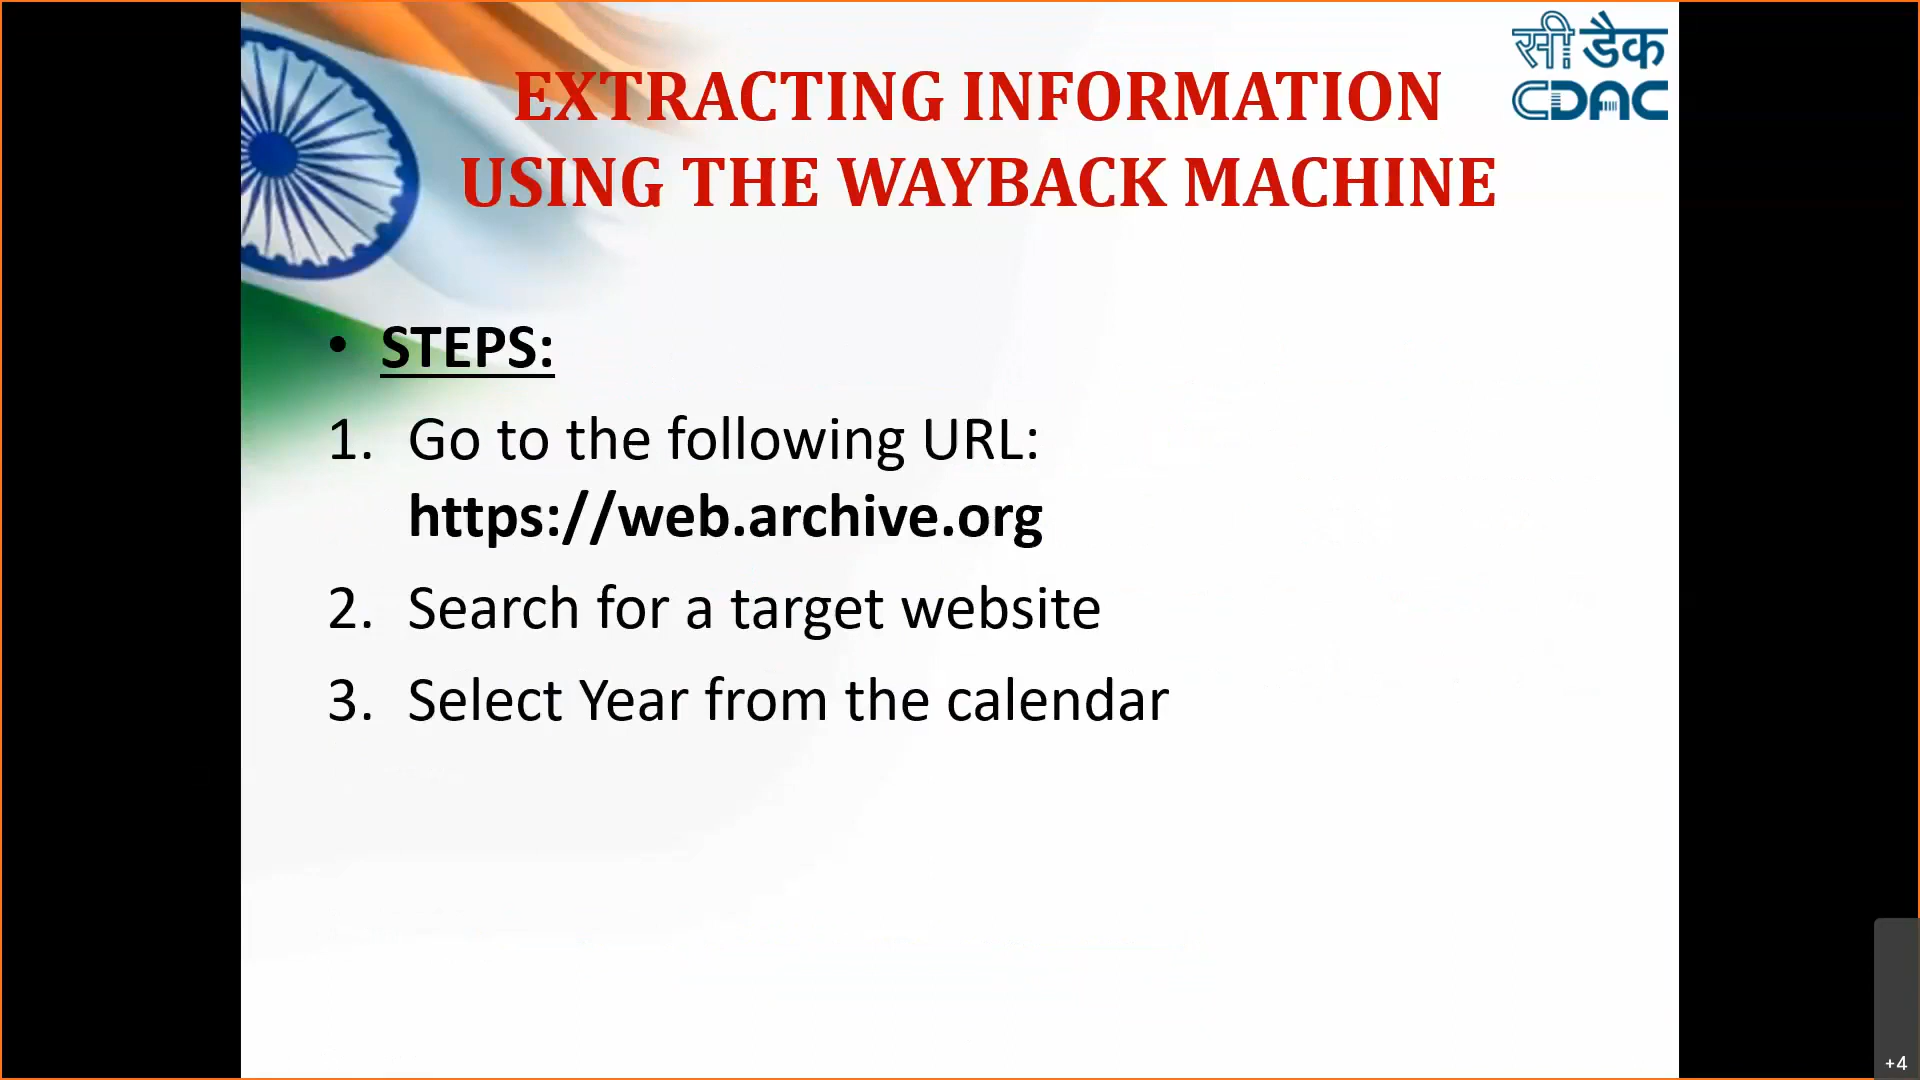 सी डैक
CDAC
EXTRACTING INFORMATION
USING THE WAYBACK MACHINE
• STEPS:
1. Go to the following URL:
https://web.archive.org
2. Search for a target website
3. Select Year from the calendar
+4